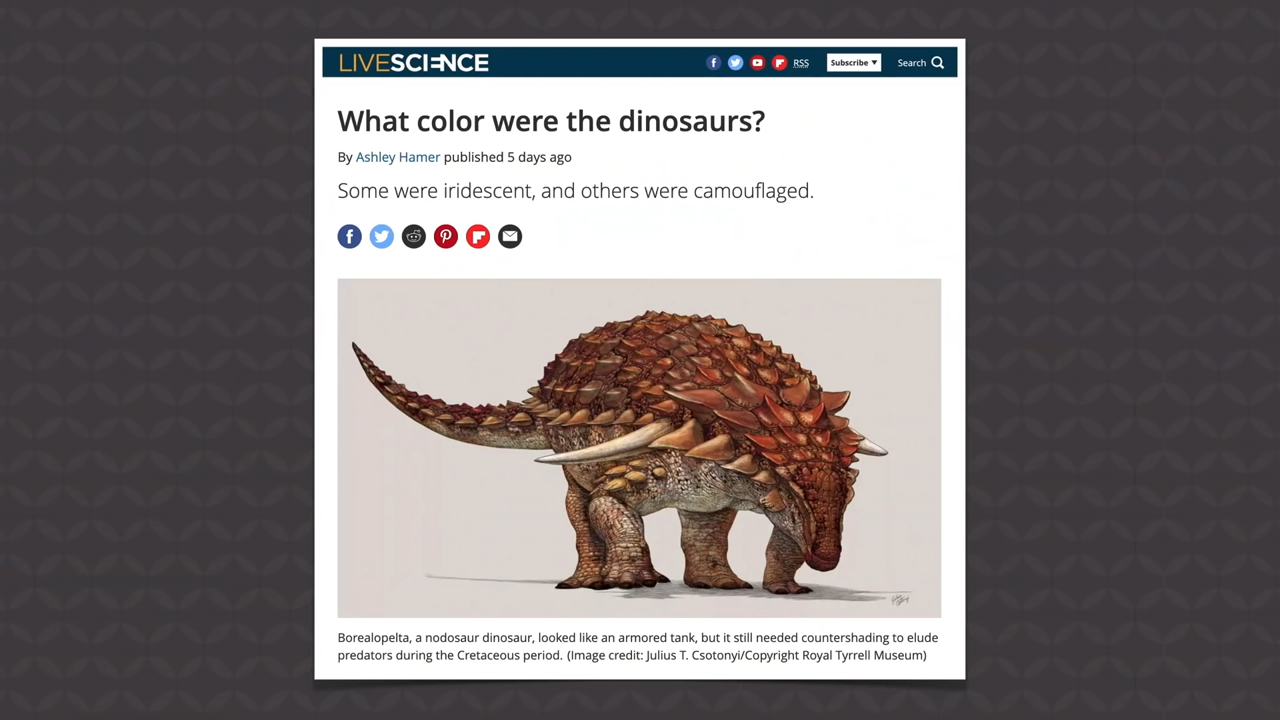 LIVESCIENCE
RSS
Subscribe
Search
What color were the dinosaurs?
By Ashley Hamer published 5 days ago
Some were iridescent, and others were camouflaged.
Borealopelta, a nodosaur dinosaur, looked like an armored tank, but it still needed countershading to elude
predators during the Cretaceous period. (Image credit: Julius T. Csotonyi/Copyright Royal Tyrrell Museum)